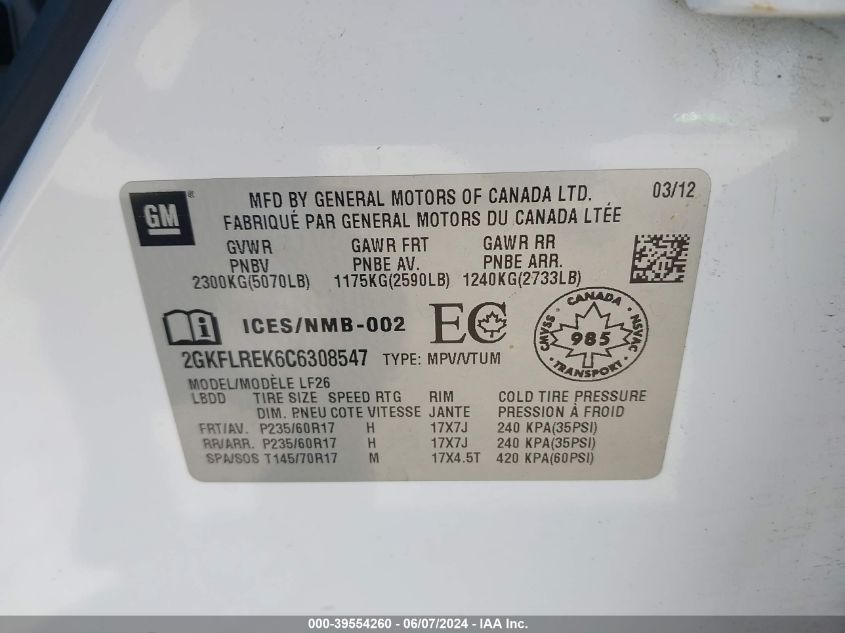 GM
MFD BY GENERAL MOTORS OF CANADA LTD. 03/12
FABRIQUÉ PAR GENERAL MOTORS DU CANADA LTÉE
GVWR GAWR FRT GAWR RR
PNBV PNBE AV. PNBE ARR.
2300KG(5070LB) 1175KG(2590LB) 1240KG(2733LB)
ICES/NMB-002 EC
CANADA
CMVSS 985 NSVAC
TRANSPORT
2GKFLREK6C6308547 TYPE: MPV/VTUM
MODEL/MODÈLE LF26
LBDD TIRE SIZE SPEED RTG RIM COLD TIRE PRESSURE
DIM. PNEU COTE VITESSE JANTE PRESSION À FROID
FRT/AV. P235/60R17 H 17X7J 240 KPA(35PSI)
RR/ARR. P235/60R17 H 17X7J 240 KPA(35PSI)
SPA/SOS T145/70R17 M 17X4.5T 420 KPA(60PSI)
000-39554260 - 06/07/2024 - IAA Inc.